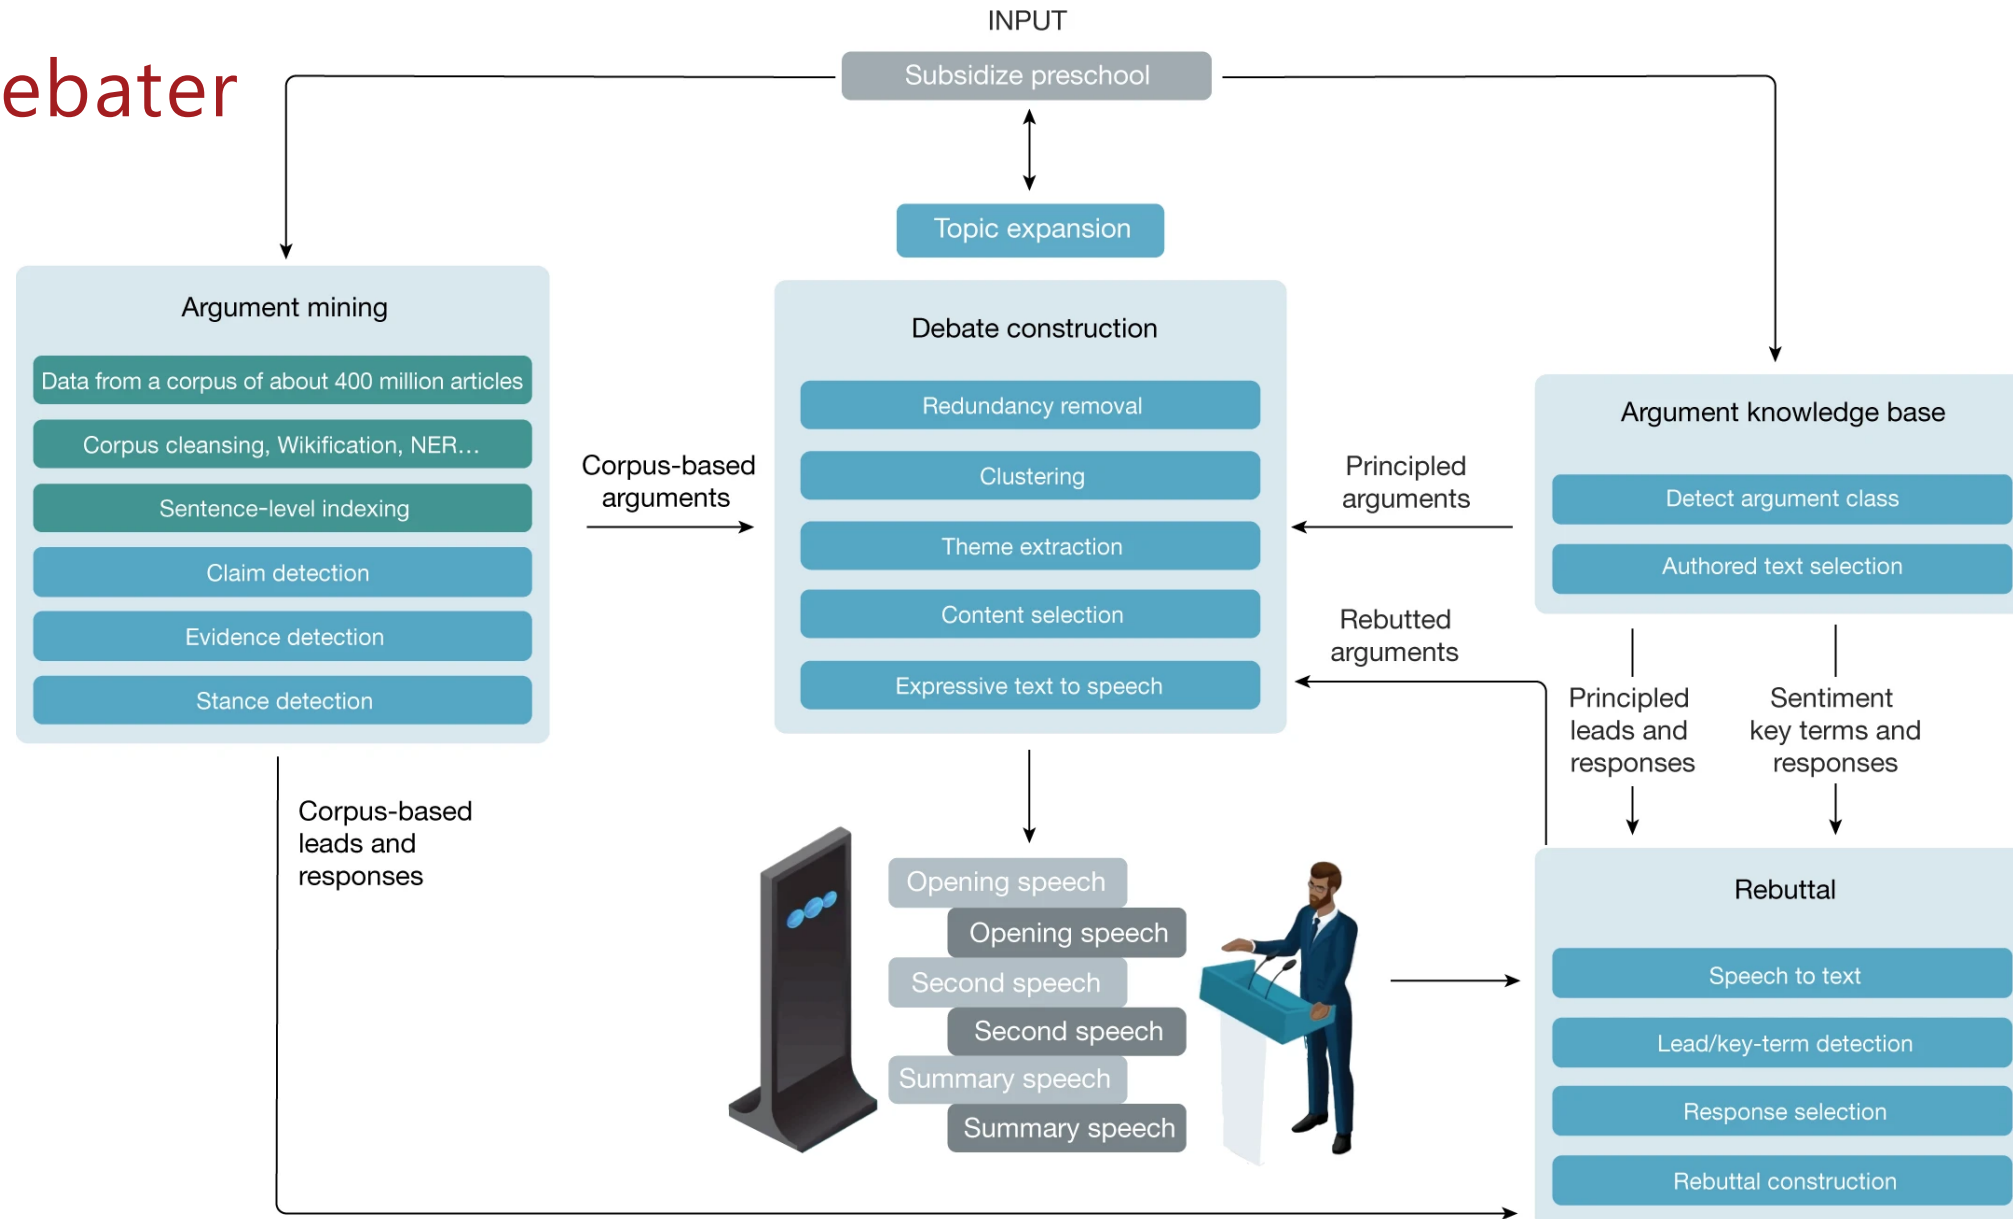 INPUT
ebater
Subsidize preschool
Topic expansion
Argument mining
Data from a corpus of about 400 million articles
Corpus cleansing, Wikification, NER...
Sentence-level indexing
Claim detection
Evidence detection
Stance detection
Corpus-based
arguments
Debate construction
Redundancy removal
Clustering
Theme extraction
Content selection
Expressive text to speech
Principled
arguments
Rebutted
arguments
Argument knowledge base
Detect argument class
Authored text selection
Principled
leads and
responses
Sentiment
key terms and
responses
Corpus-based
leads and
responses
Opening speech
Opening speech
Second speech
Second speech
Summary speech
Summary speech
Rebuttal
Speech to text
Lead/key-term detection
Response selection
Rebuttal construction